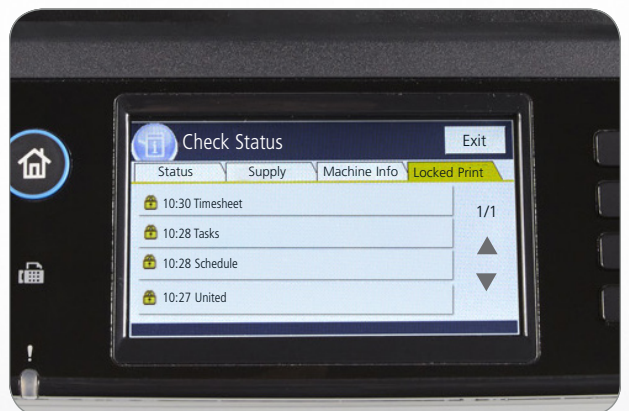 Check Status
Exit
Status
Supply
Machine Info
Locked Print
10:30 Timesheet
1/1
10:28 Tasks
10:28 Schedule
10:27 United
!